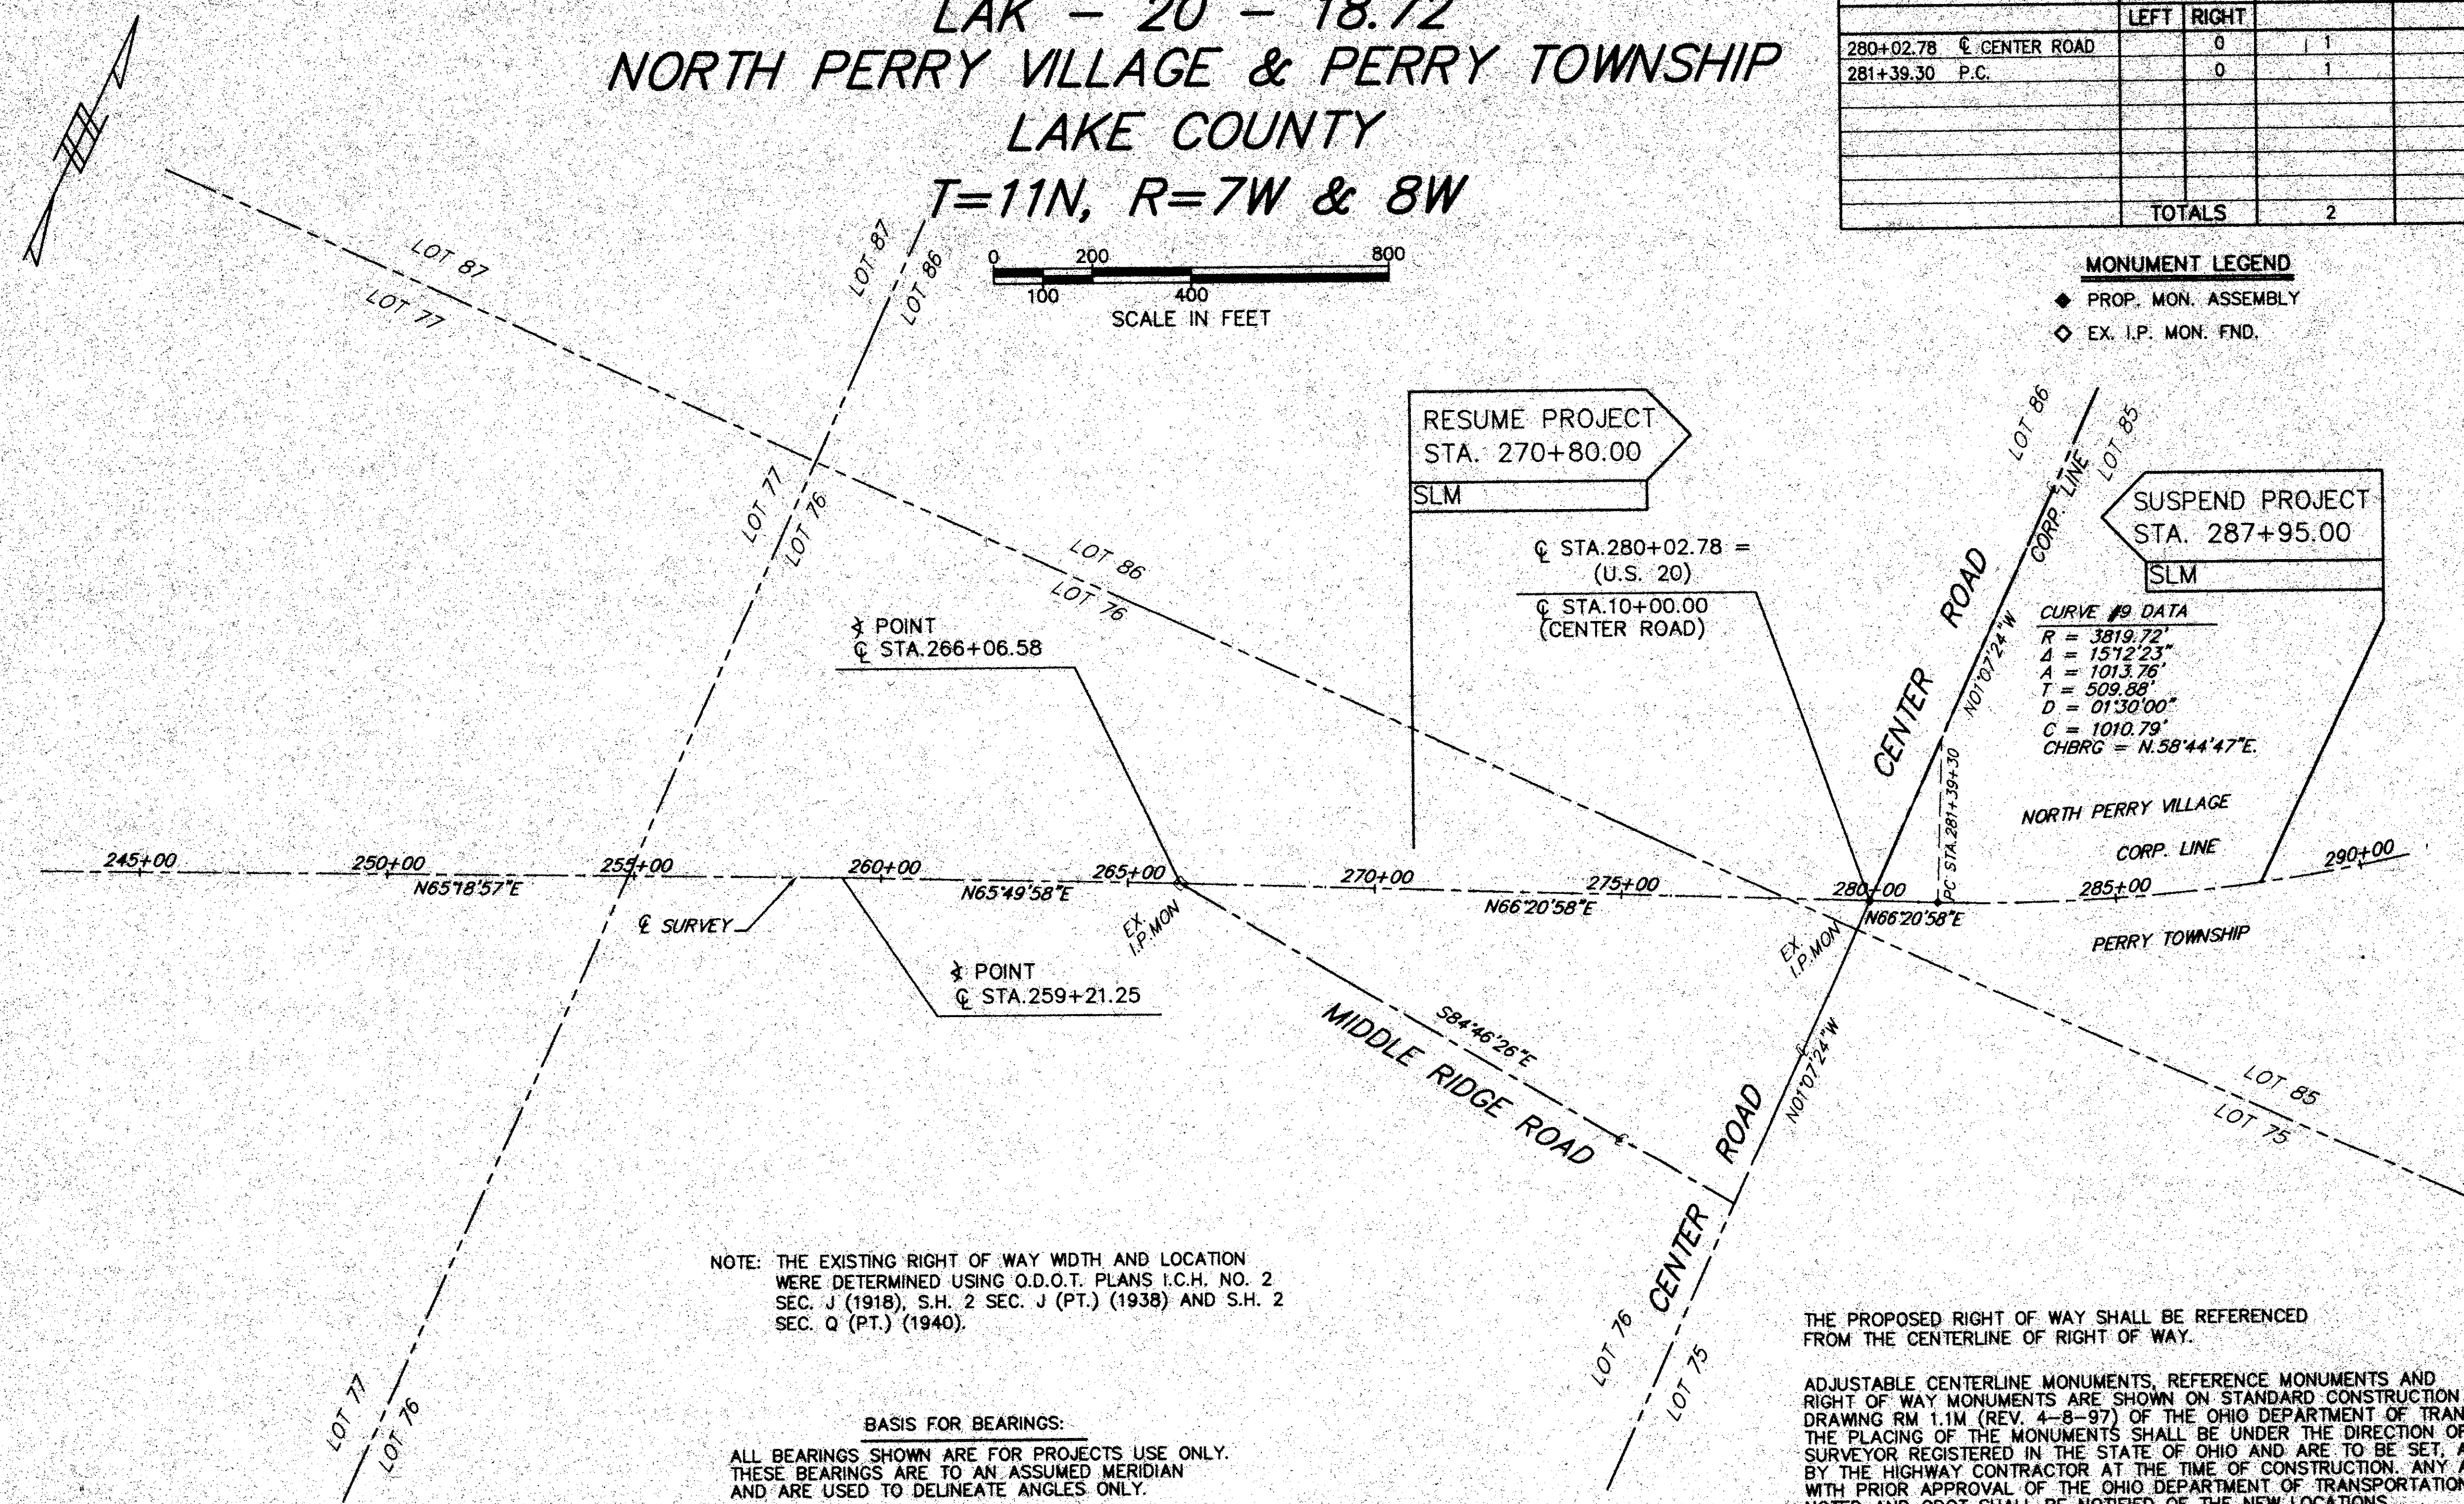 LAK - 20 - 18.72
NORTH PERRY VILLAGE & PERRY TOWNSHIP
LAKE COUNTY
T=11N, R=7W & 8W
0 200 800
100 400
SCALE IN FEET
LEFT RIGHT
280+02.78 ℄ CENTER ROAD 0 1
281+39.30 P.C. 0 1
TOTALS 2
MONUMENT LEGEND
PROP. MON. ASSEMBLY
EX. I.P. MON. FND.
LOT 87
LOT 77
LOT 87
LOT 86
LOT 77
LOT 76
LOT 86
LOT 76
RESUME PROJECT
STA. 270+80.00
SLM
℄ STA.280+02.78 =
(U.S. 20)
℄ STA.10+00.00
(CENTER ROAD)
LOT 86
LOT 85
CORP. LINE
CENTER ROAD
N01°07'24"W
SUSPEND PROJECT
STA. 287+95.00
SLM
CURVE #9 DATA
R = 3819.72'
Δ = 15°12'23"
A = 1013.76'
T = 509.88'
D = 01°30'00"
C = 1010.79'
CHBRG = N.58°44'47"E.
POINT
℄ STA.266+06.58
PC STA.281+39+30
NORTH PERRY VILLAGE
CORP. LINE
PERRY TOWNSHIP
245+00 250+00 255+00 260+00 265+00 270+00 275+00 280+00 285+00 290+00
N65°18'57"E N65°49'58"E N66°20'58"E N66°20'58"E
℄ SURVEY
EX
I.P.MON
EX
I.P.MON
POINT
℄ STA.259+21.25
S84°46'26"E
MIDDLE RIDGE ROAD
N01°07'24"W
CENTER ROAD
LOT 85
LOT 75
LOT 76
LOT 75
LOT 77
LOT 76
NOTE: THE EXISTING RIGHT OF WAY WIDTH AND LOCATION
WERE DETERMINED USING O.D.O.T. PLANS I.C.H. NO. 2
SEC. J (1918), S.H. 2 SEC. J (PT.) (1938) AND S.H. 2
SEC. Q (PT.) (1940).
BASIS FOR BEARINGS:
ALL BEARINGS SHOWN ARE FOR PROJECTS USE ONLY.
THESE BEARINGS ARE TO AN ASSUMED MERIDIAN
AND ARE USED TO DELINEATE ANGLES ONLY.
THE PROPOSED RIGHT OF WAY SHALL BE REFERENCED
FROM THE CENTERLINE OF RIGHT OF WAY.
ADJUSTABLE CENTERLINE MONUMENTS, REFERENCE MONUMENTS AND
RIGHT OF WAY MONUMENTS ARE SHOWN ON STANDARD CONSTRUCTION
DRAWING RM 1.1M (REV. 4-8-97) OF THE OHIO DEPARTMENT OF TRAN
THE PLACING OF THE MONUMENTS SHALL BE UNDER THE DIRECTION OF
SURVEYOR REGISTERED IN THE STATE OF OHIO AND ARE TO BE SET,
BY THE HIGHWAY CONTRACTOR AT THE TIME OF CONSTRUCTION. ANY
WITH PRIOR APPROVAL OF THE OHIO DEPARTMENT OF TRANSPORTATION
NOTED AND ODOT SHALL BE NOTIFIED OF THE NEW LOCATIONS